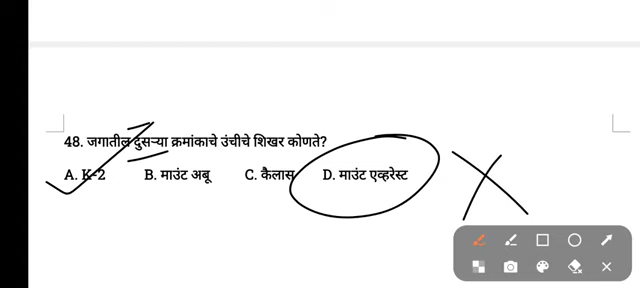 48. जगातील दुसऱ्या क्रमांकाचे उंचीचे शिखर कोणते?
A. K-2 B. माउंट अबू C. कैलास D. माउंट एव्हरेस्ट